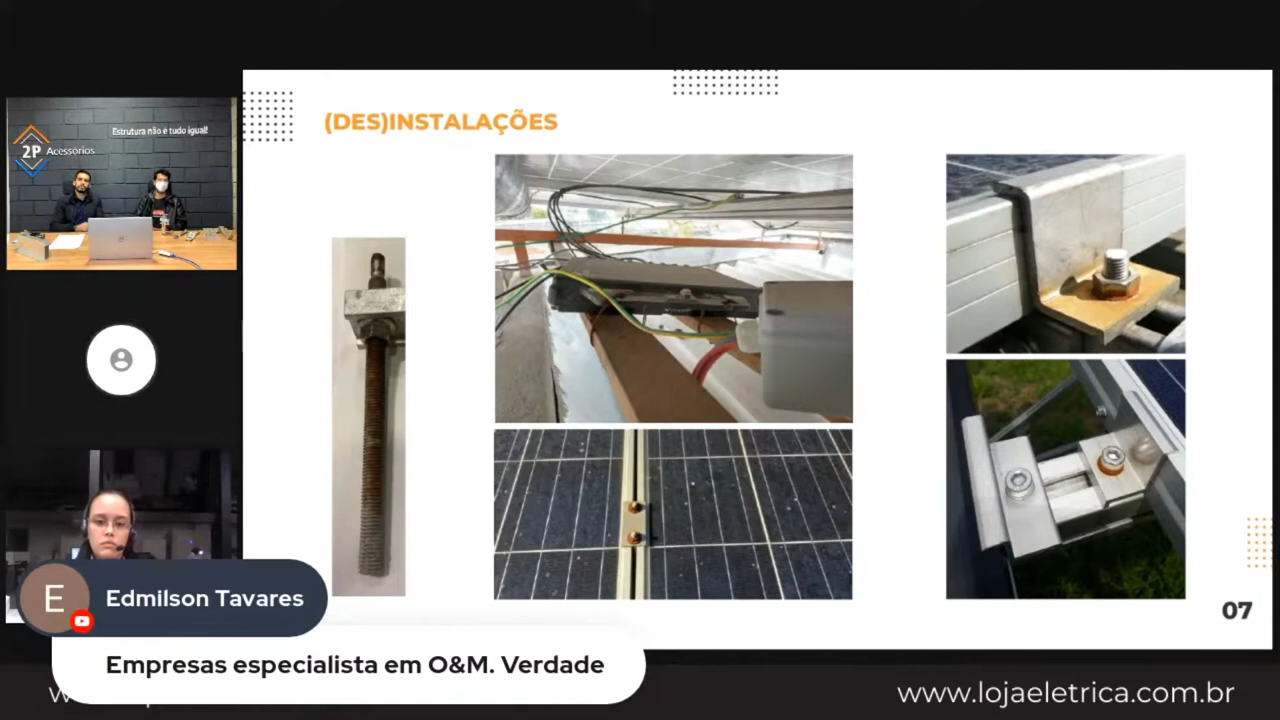 (DES)INSTALAÇÕES
Estrutura não é tudo igual!
2P Acessórios
07
E
Edmilson Tavares
Empresas especialista em O&M. Verdade
www.lojaeletrica.com.br